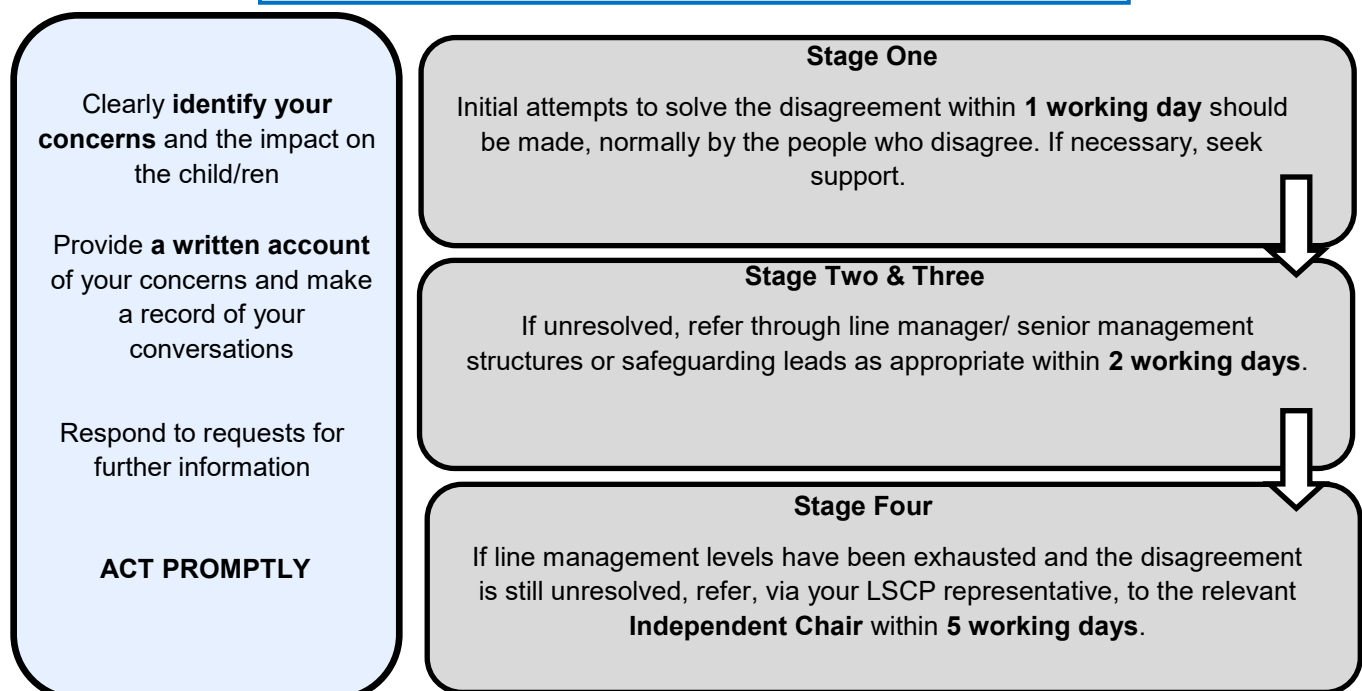 Clearly identify your
concerns and the impact on
the child/ren
Provide a written account
of your concerns and make
a record of your
conversations
Respond to requests for
further information
ACT PROMPTLY
Stage One
Initial attempts to solve the disagreement within 1 working day should
be made, normally by the people who disagree. If necessary, seek
support.
Stage Two & Three
If unresolved, refer through line manager/ senior management
structures or safeguarding leads as appropriate within 2 working days.
Stage Four
If line management levels have been exhausted and the disagreement
is still unresolved, refer, via your LSCP representative, to the relevant
Independent Chair within 5 working days.